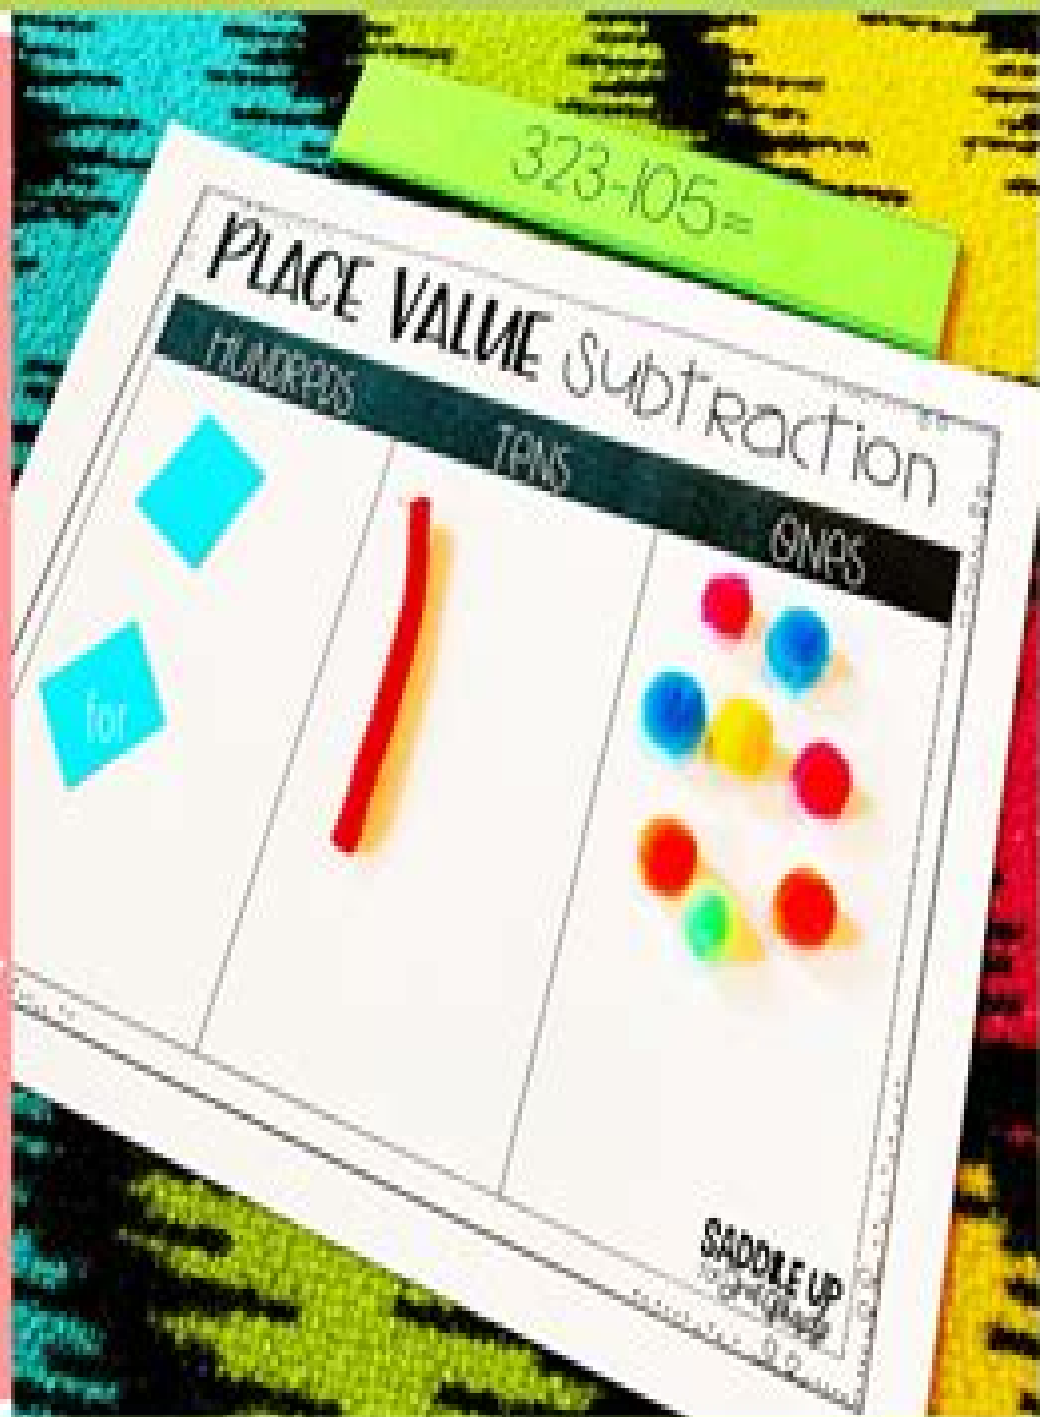 323-105=
PLACE VALUE Subtraction
HUNDREDS
TENS
ONES
for
SADDLE UP